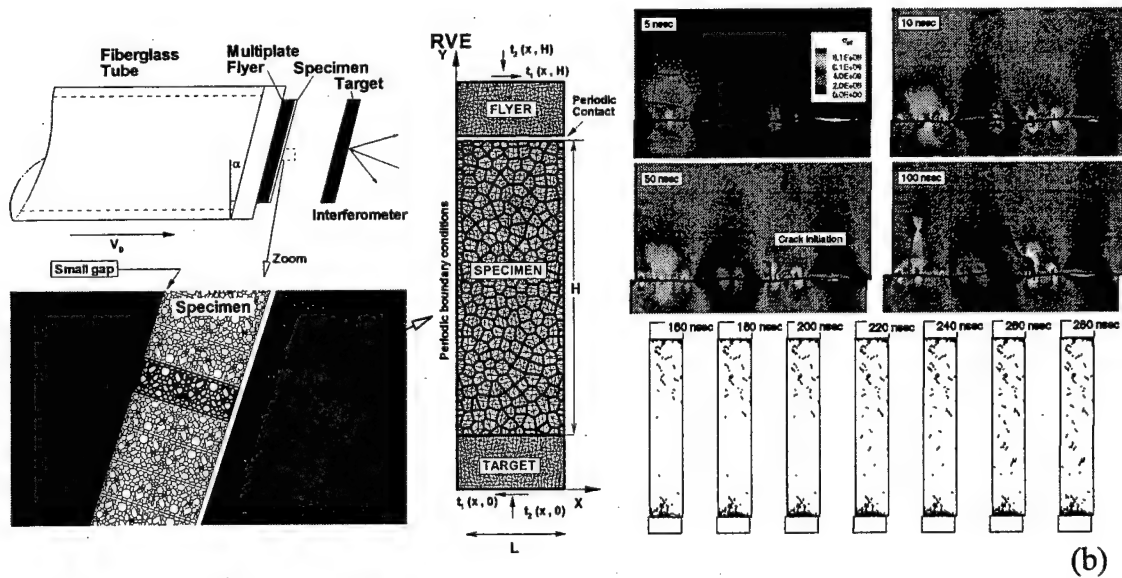 Fiberglass
Tube
Multiplate
Flyer
Specimen
Target
α
Interferometer
Zoom
Small gap
Specimen
RVE
Y
t₂ (x , H)
t₁ (x , H)
FLYER
Periodic
Contact
Periodic boundary conditions
SPECIMEN
H
TARGET
X
t₁ (x , 0)
t₂ (x , 0)
L
5 nsec
10 nsec
50 nsec
Crack Initiation
100 nsec
160 nsec
180 nsec
200 nsec
220 nsec
240 nsec
260 nsec
280 nsec
(b)